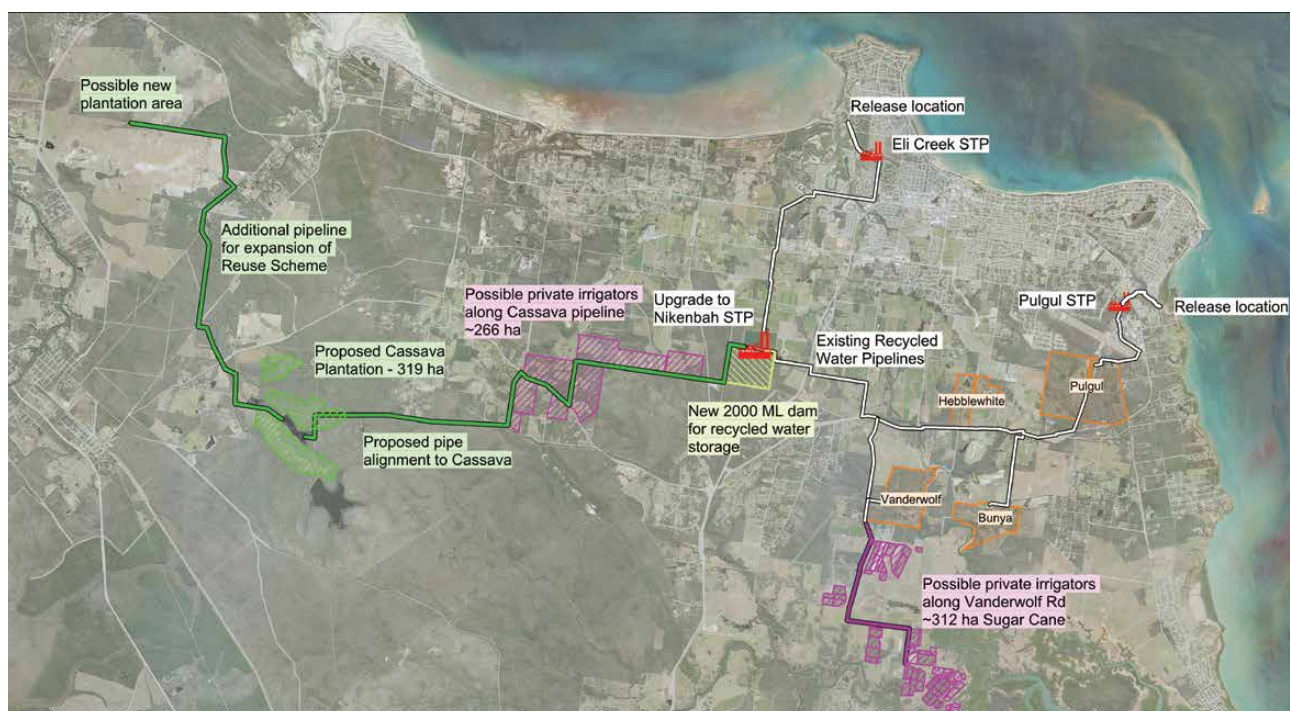 Possible new
plantation area
Release location
Eli Creek STP
Additional pipeline
for expansion of
Reuse Scheme
Possible private irrigators
along Cassava pipeline
~266 ha
Upgrade to
Nikenbah STP
Pulgul STP
Release location
Existing Recycled
Water Pipelines
Proposed Cassava
Plantation - 319 ha
Hebblewhite
Pulgul
New 2000 ML dam
for recycled water
storage
Proposed pipe
alignment to Cassava
Vanderwolf
Bunya
Possible private irrigators
along Vanderwolf Rd
~312 ha Sugar Cane